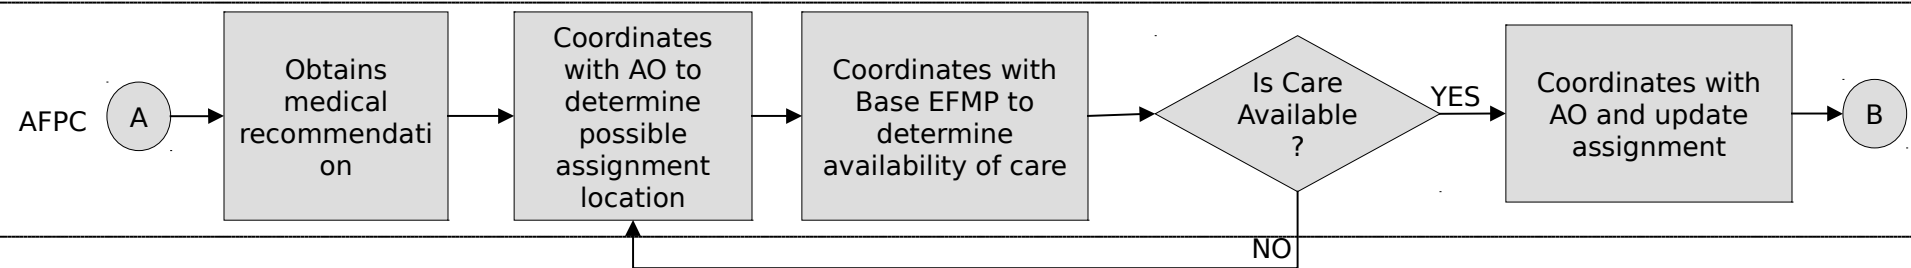 AFPC
A
Obtains
medical
recommendati
on
Coordinates
with AO to
determine
possible
assignment
location
Coordinates with
Base EFMP to
determine
availability of care
Is Care
Available
?
YES
NO
Coordinates with
AO and update
assignment
B